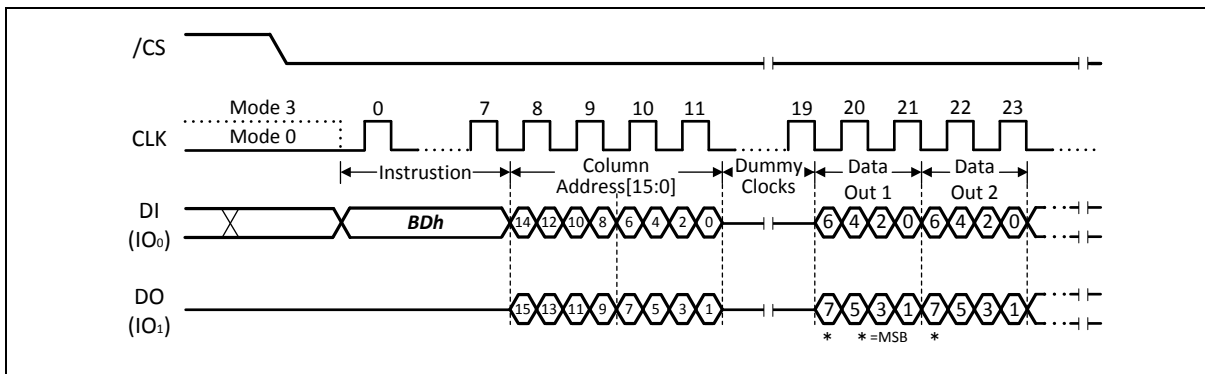 /CS
Mode 3 0 7 8 9 10 11 19 20 21 22 23
CLK Mode 0
Instrustion Column Address[15:0] Dummy Clocks Data Out 1 Data Out 2
DI (IO0) BDh 14 12 10 8 6 4 2 0 6 4 2 0 6 4 2 0
DO (IO1) 15 13 11 9 7 5 3 1 7 5 3 1 7 5 3 1
* * =MSB *